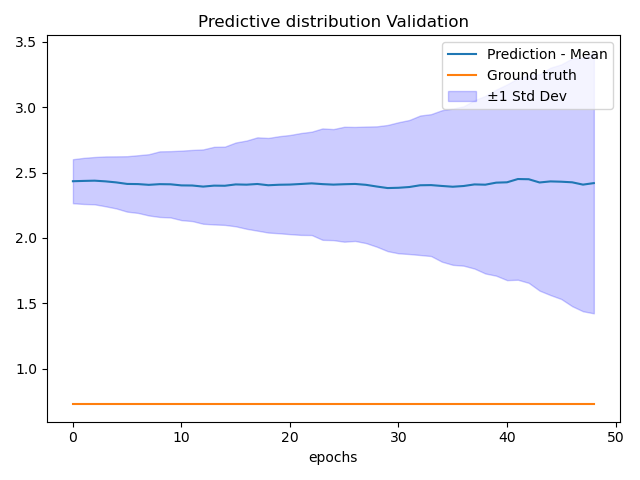 Predictive distribution Validation
3.5
3.0
2.5
2.0
1.5
1.0
Prediction - Mean
Ground truth
±1 Std Dev
0
10
20
30
40
50
epochs